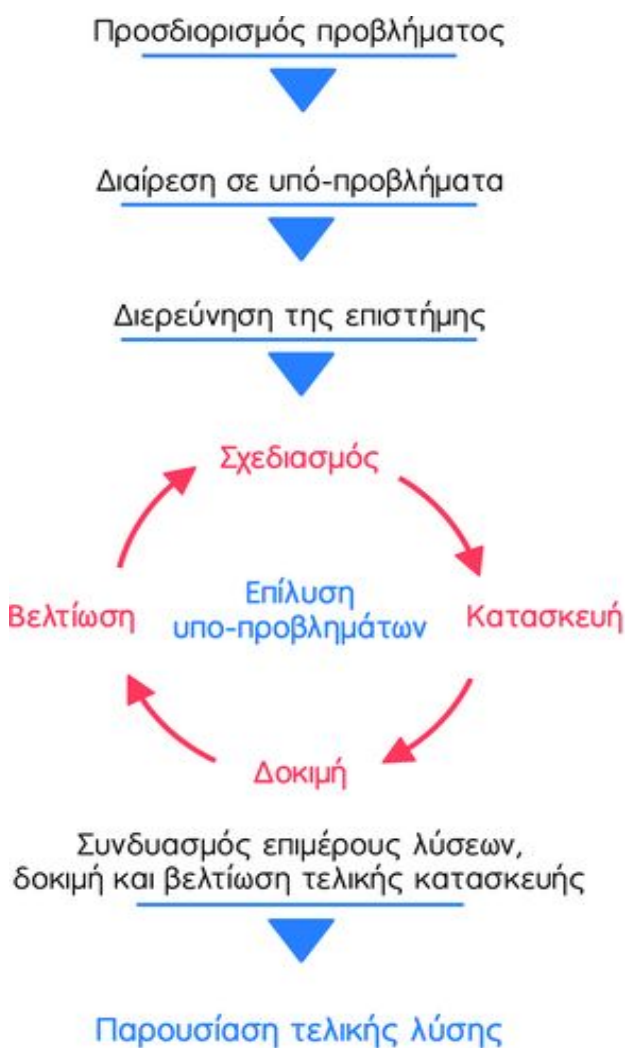 Προσδιορισμός προβλήματος
Διαίρεση σε υπό-προβλήματα
Διερεύνηση της επιστήμης
Σχεδιασμός
Βελτίωση
Επίλυση
υπο-προβλημάτων
Κατασκευή
Δοκιμή
Συνδυασμός επιμέρους λύσεων,
δοκιμή και βελτίωση τελικής κατασκευής
Παρουσίαση τελικής λύσης